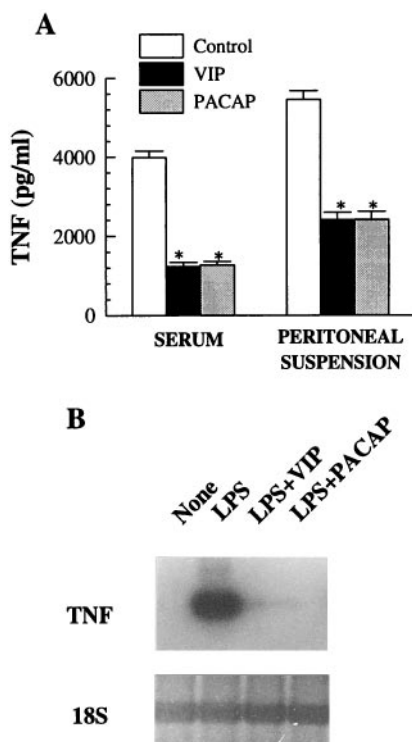 A
Control
VIP
PACAP
TNF (pg/ml)
6000
4000
2000
0
* *
* *
SERUM
PERITONEAL
SUSPENSION
B
None
LPS
LPS+VIP
LPS+PACAP
TNF
18S